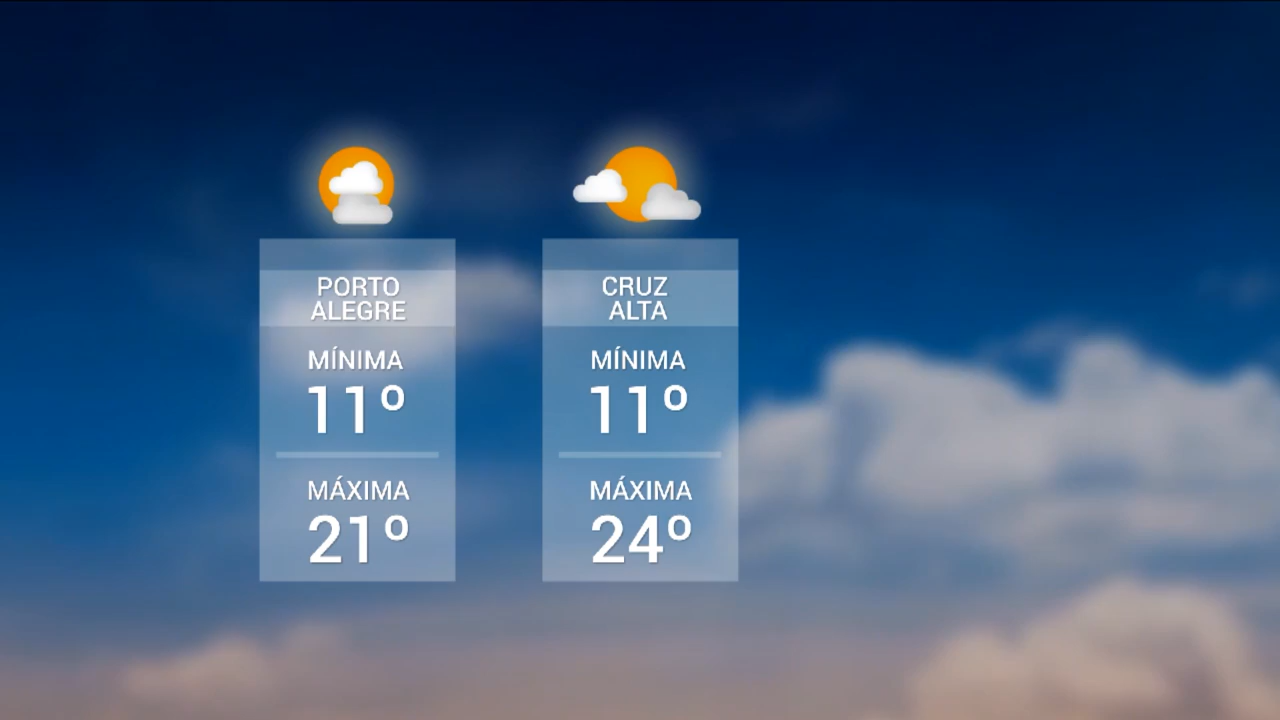 PORTO
ALEGRE
MÍNIMA
11º
MÁXIMA
21º
CRUZ
ALTA
MÍNIMA
11º
MÁXIMA
24º